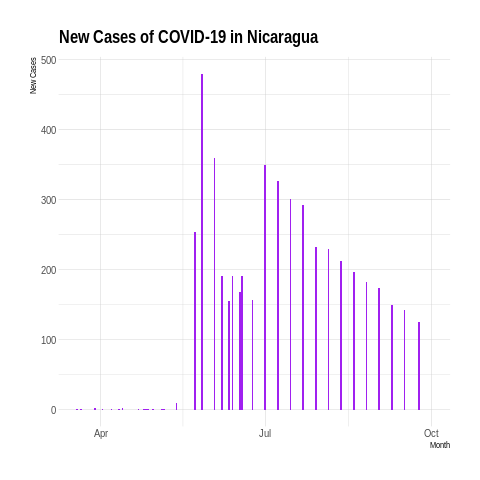 New Cases of COVID-19 in Nicaragua
New Cases
500
400
300
200
100
0
Apr
Jul
Oct
Month